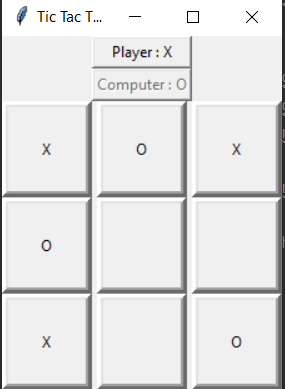 Tic Tac T...
Player : X
Computer : O
X O X
O
X O